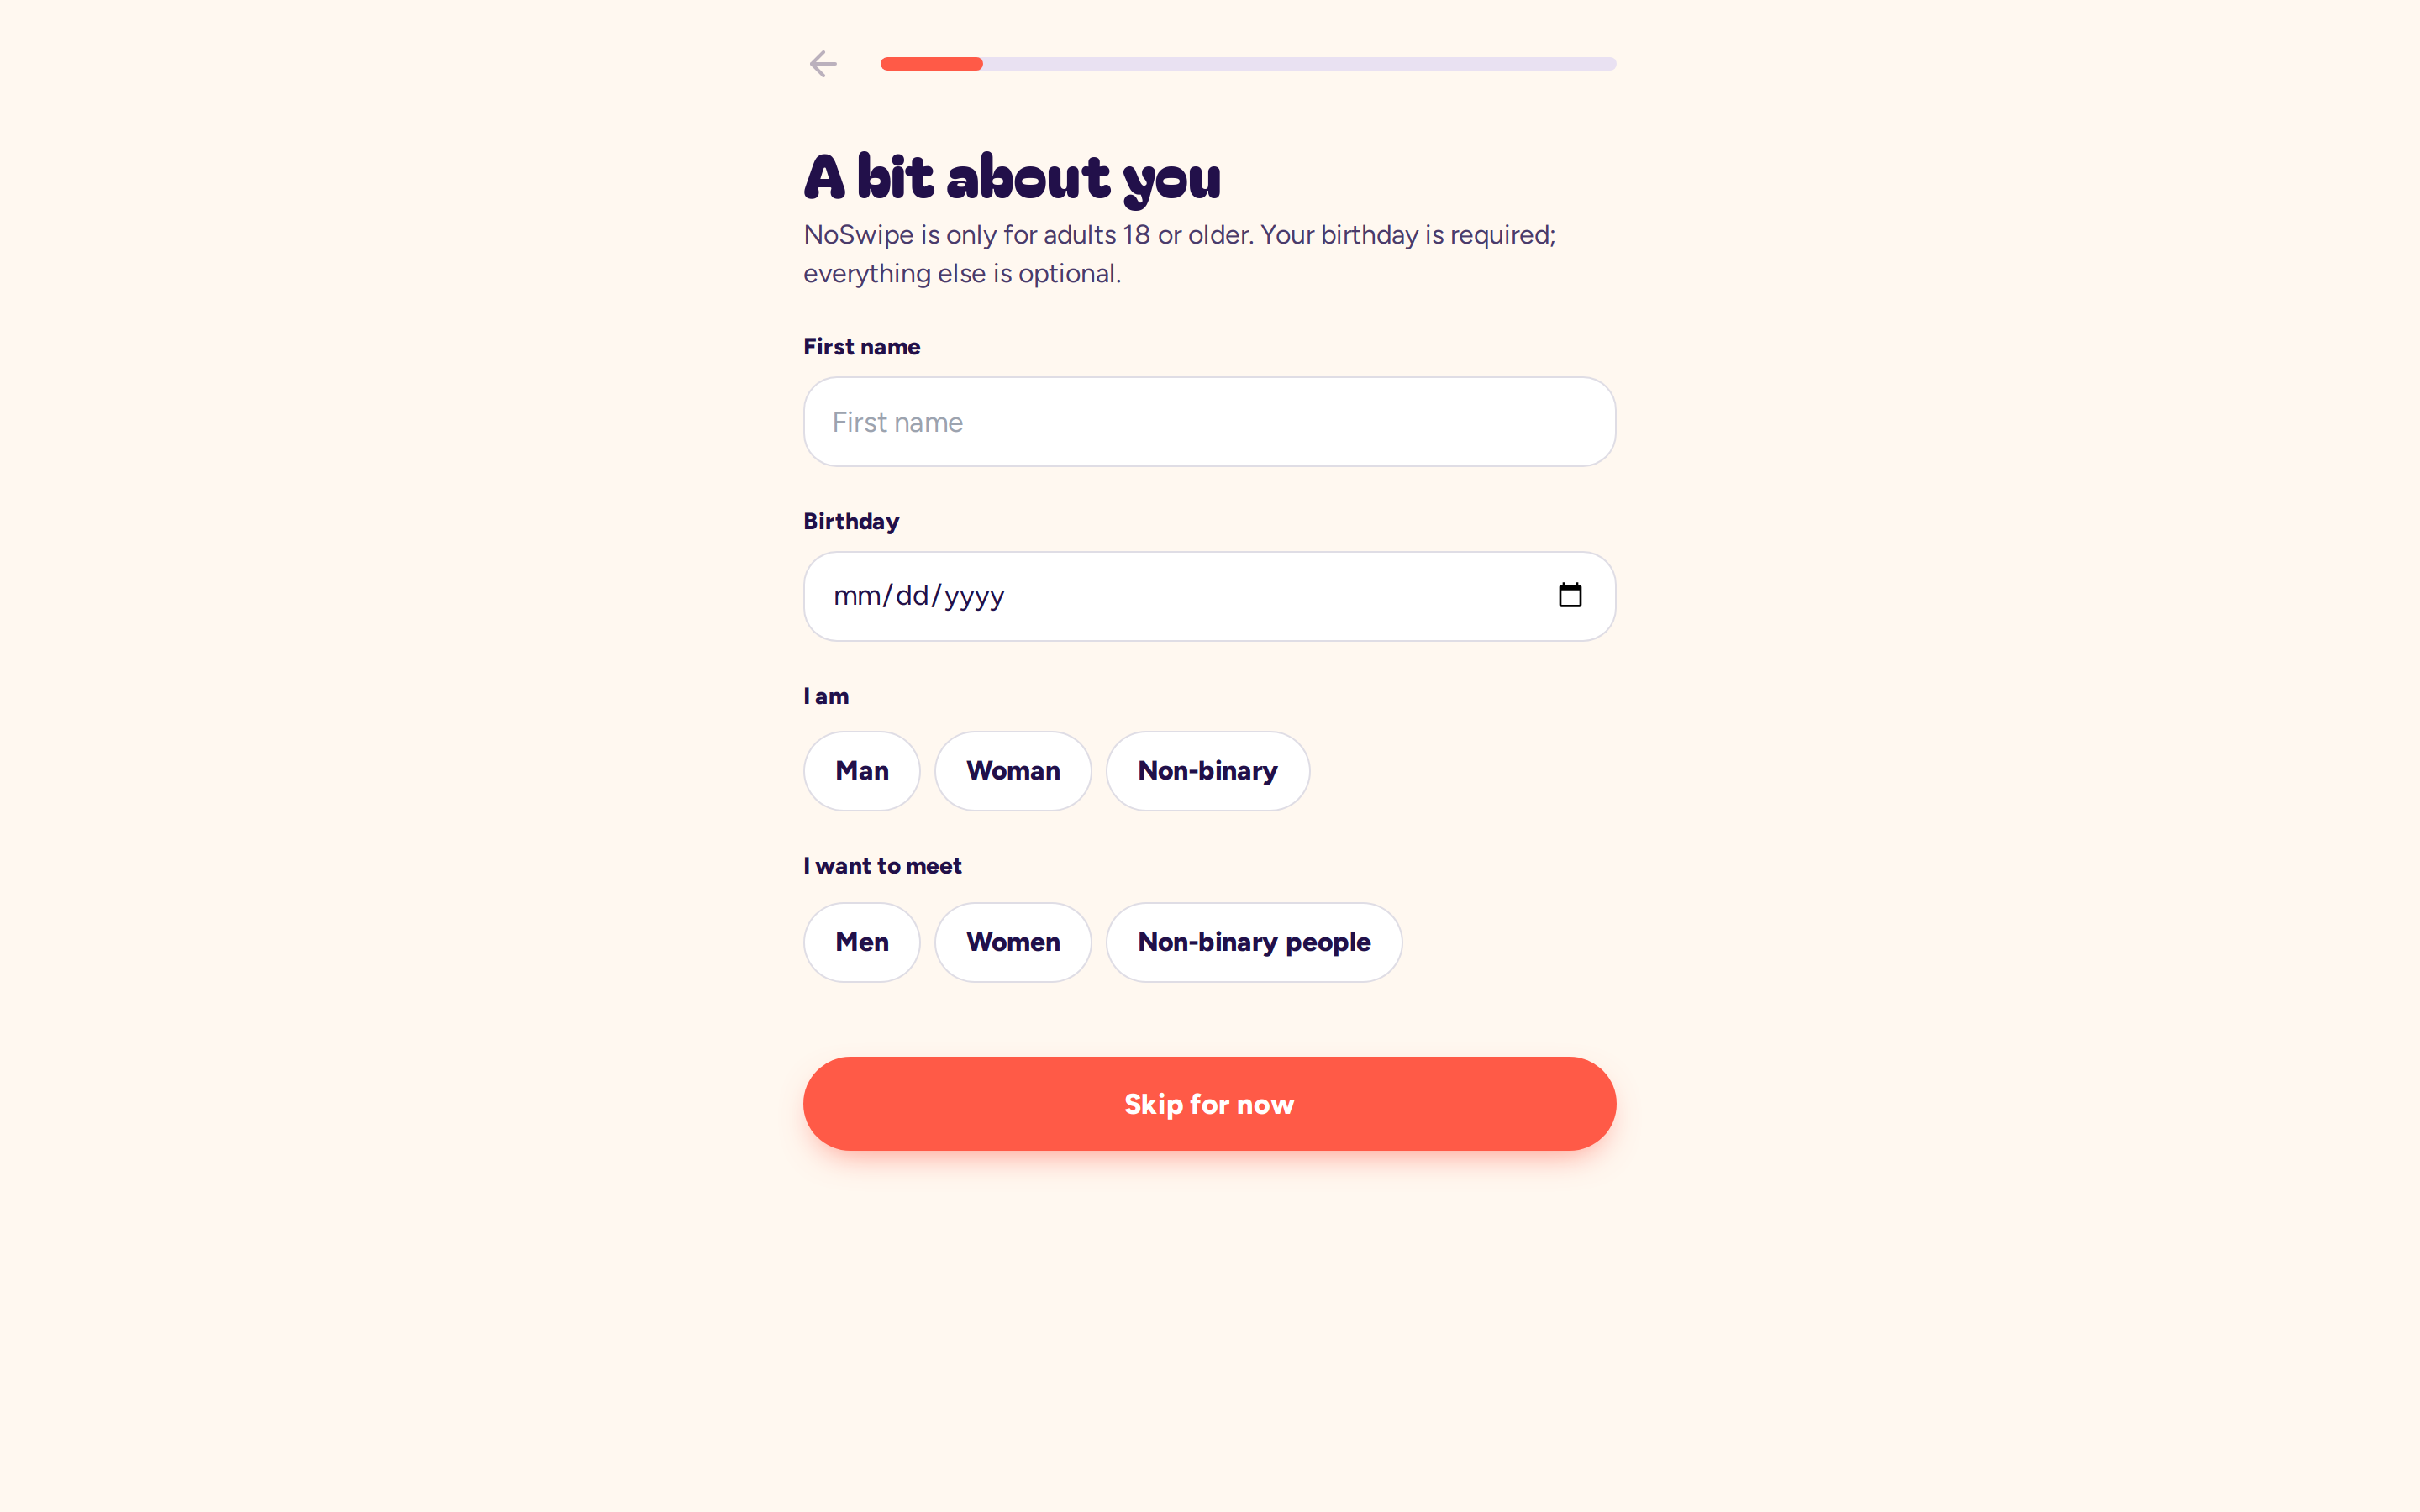 A bit about you
NoSwipe is only for adults 18 or older. Your birthday is required;
everything else is optional.
First name
First name
Birthday
mm/dd/yyyy
I am
Man Woman Non-binary
I want to meet
Men Women Non-binary people
Skip for now